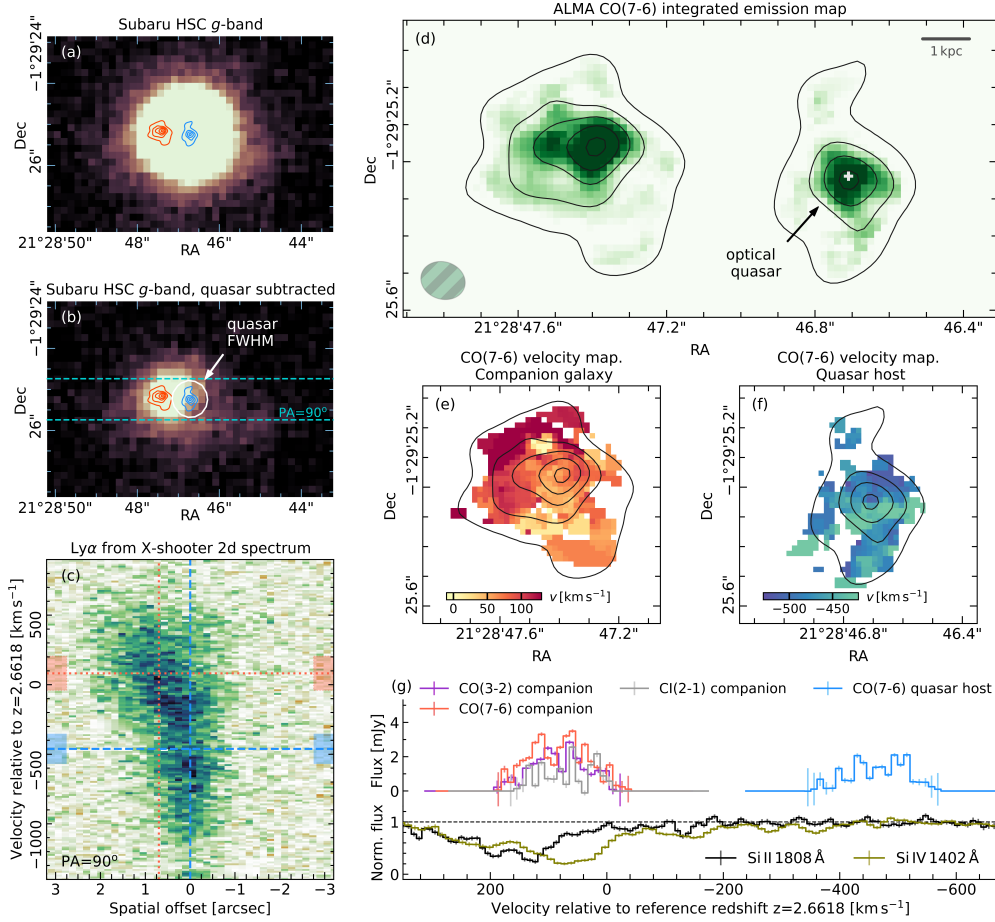 Subaru HSC g-band
(a)
−1°29'24"
Dec
26"
21°28'50"
48"
46"
44"
RA
Subaru HSC g-band, quasar subtracted
(b)
quasar
FWHM
PA=90°
−1°29'24"
Dec
26"
21°28'50"
48"
46"
44"
RA
Lyα from X-shooter 2d spectrum
(c)
Velocity relative to z=2.6618 [km s⁻¹]
500
0
−500
−1000
PA=90°
3
2
1
0
−1
−2
−3
Spatial offset [arcsec]
ALMA CO(7-6) integrated emission map
(d)
1 kpc
−1°29'25.2"
Dec
25.6"
optical
quasar
21°28'47.6"
47.2"
46.8"
46.4"
RA
CO(7-6) velocity map.
Companion galaxy
(e)
−1°29'25.2"
Dec
25.6"
0
50
100
v [km s⁻¹]
21°28'47.6"
47.2"
RA
CO(7-6) velocity map.
Quasar host
(f)
−1°29'25.2"
Dec
25.6"
−500
−450
v [km s⁻¹]
21°28'46.8"
46.4"
RA
(g)
CO(3-2) companion
CI(2-1) companion
CO(7-6) quasar host
CO(7-6) companion
Flux [mJy]
4
2
0
Norm. flux
1
0
Si II 1808 Å
Si IV 1402 Å
200
0
−200
−400
−600
Velocity relative to reference redshift z=2.6618 [km s⁻¹]